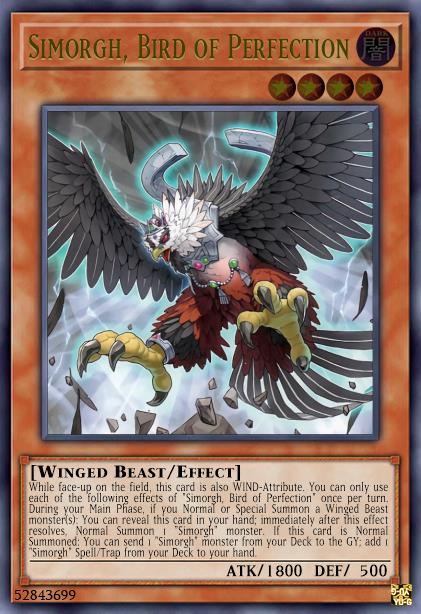 SIMORGH, BIRD OF PERFECTION
DARK
闇
[WINGED BEAST/EFFECT]
While face-up on the field, this card is also WIND-Attribute. You can only use
each of the following effects of "Simorgh, Bird of Perfection" once per turn.
During your Main Phase, if you Normal or Special Summon a Winged Beast
monster(s): You can reveal this card in your hand; immediately after this effect
resolves, Normal Summon 1 "Simorgh" monster. If this card is Normal
Summoned: You can send 1 "Simorgh" monster from your Deck to the GY; add 1
"Simorgh" Spell/Trap from your Deck to your hand.
ATK/1800 DEF/ 500
52843699